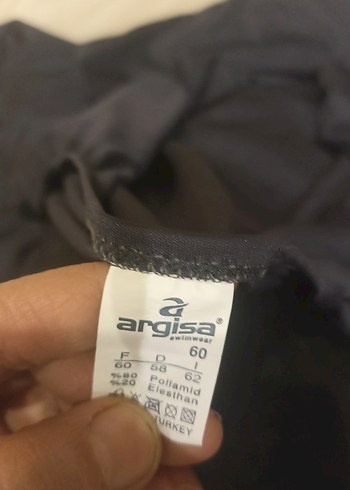 argisa®
swimwear
60
F D I
60 58 62
%80 Poliamid
%20 Elesthan
TURKEY